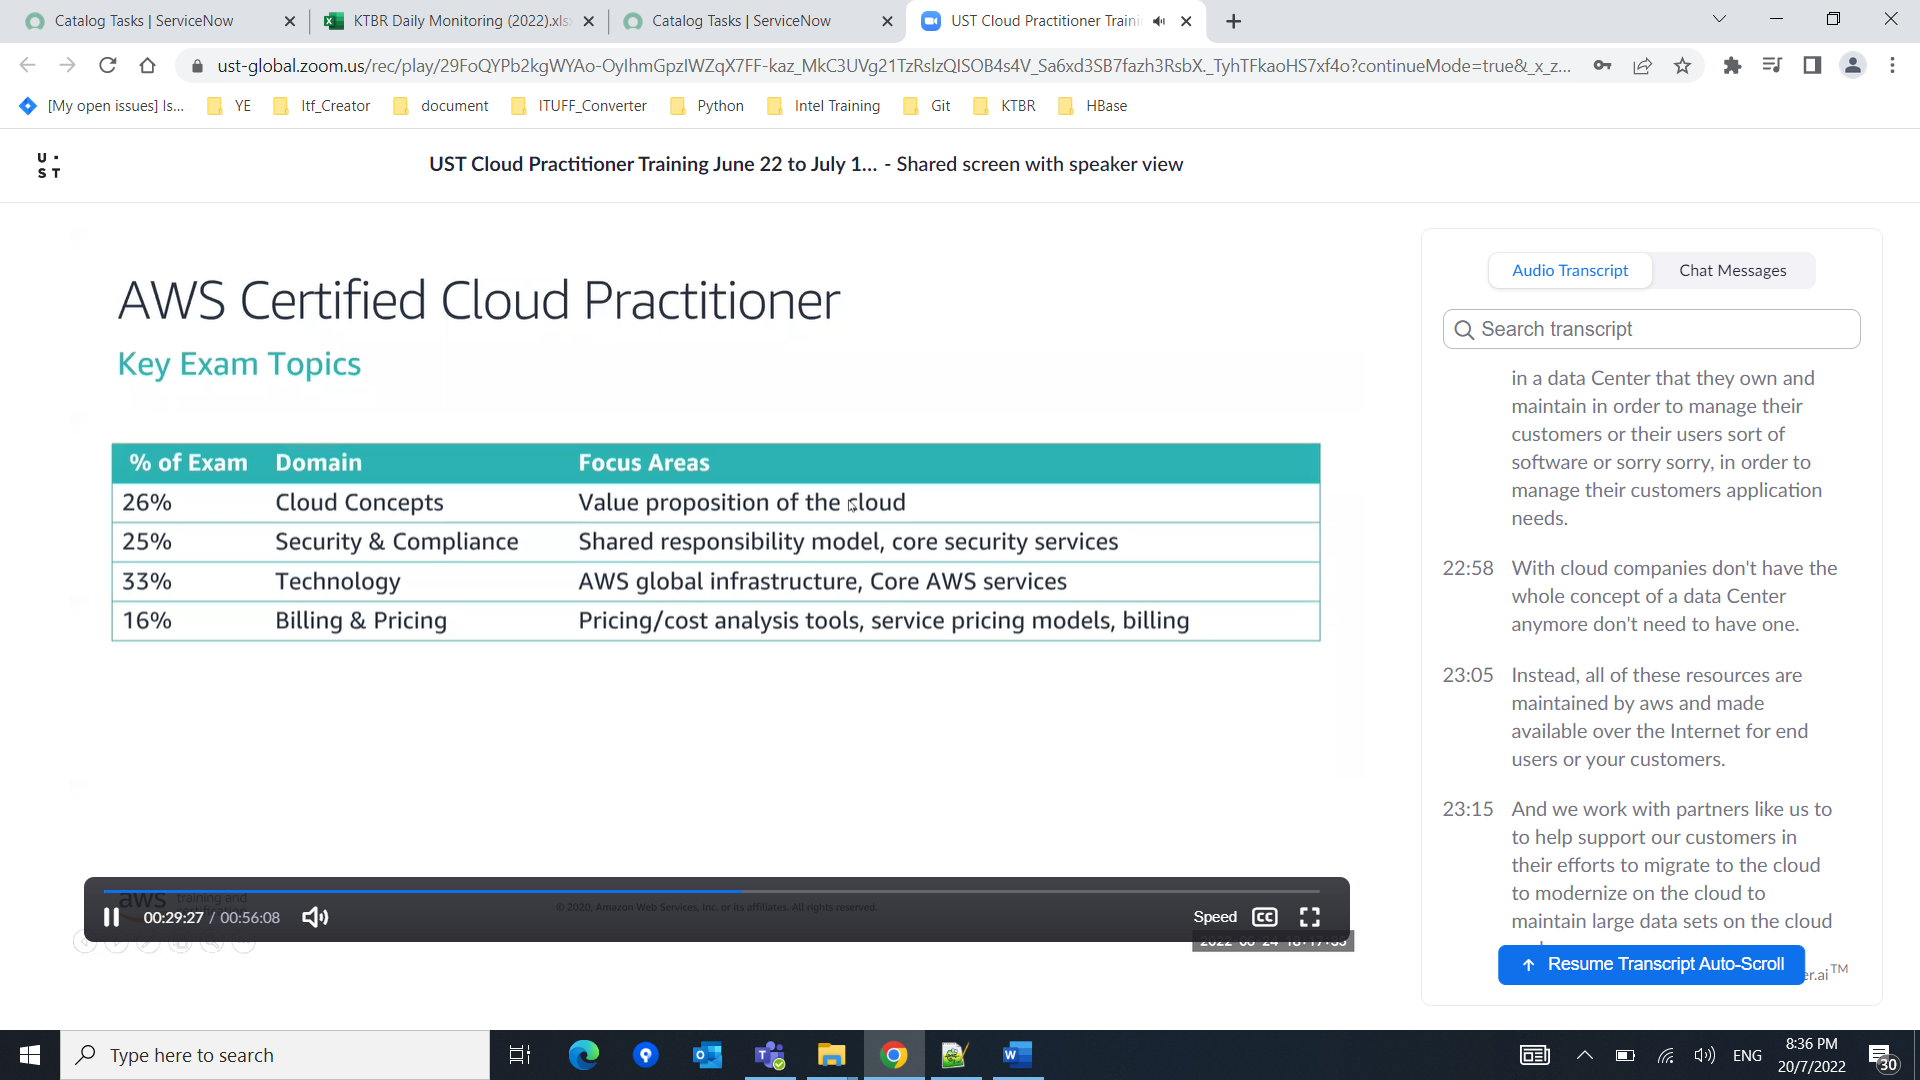 Catalog Tasks | ServiceNow
KTBR Daily Monitoring (2022).xls
Catalog Tasks | ServiceNow
UST Cloud Practitioner Traini
ust-global.zoom.us/rec/play/29FoQYPb2kgWYAo-OyIhmGpzIWZqX7FF-kaz_MkC3UVg21TzRslzQISOB4s4V_Sa6xd3SB7fazh3RsbX._TyhTFkaoHS7xf4o?continueMode=true&_x_z...
[My open issues] Is...
YE
Itf_Creator
document
ITUFF_Converter
Python
Intel Training
Git
KTBR
HBase
U·
ST
UST Cloud Practitioner Training June 22 to July 1... - Shared screen with speaker view
AWS Certified Cloud Practitioner
Key Exam Topics
% of Exam Domain Focus Areas
26% Cloud Concepts Value proposition of the cloud
25% Security & Compliance Shared responsibility model, core security services
33% Technology AWS global infrastructure, Core AWS services
16% Billing & Pricing Pricing/cost analysis tools, service pricing models, billing
aws training and
certification
© 2020, Amazon Web Services, Inc. or its affiliates. All rights reserved.
00:29:27 / 00:56:08
Speed
CC
Audio Transcript
Chat Messages
Search transcript
in a data Center that they own and
maintain in order to manage their
customers or their users sort of
software or sorry sorry, in order to
manage their customers application
needs.
22:58 With cloud companies don't have the
whole concept of a data Center
anymore don't need to have one.
23:05 Instead, all of these resources are
maintained by aws and made
available over the Internet for end
users or your customers.
23:15 And we work with partners like us to
to help support our customers in
their efforts to migrate to the cloud
to modernize on the cloud to
maintain large data sets on the cloud
Resume Transcript Auto-Scroll
er.ai™
Type here to search
ENG
8:36 PM
20/7/2022
30